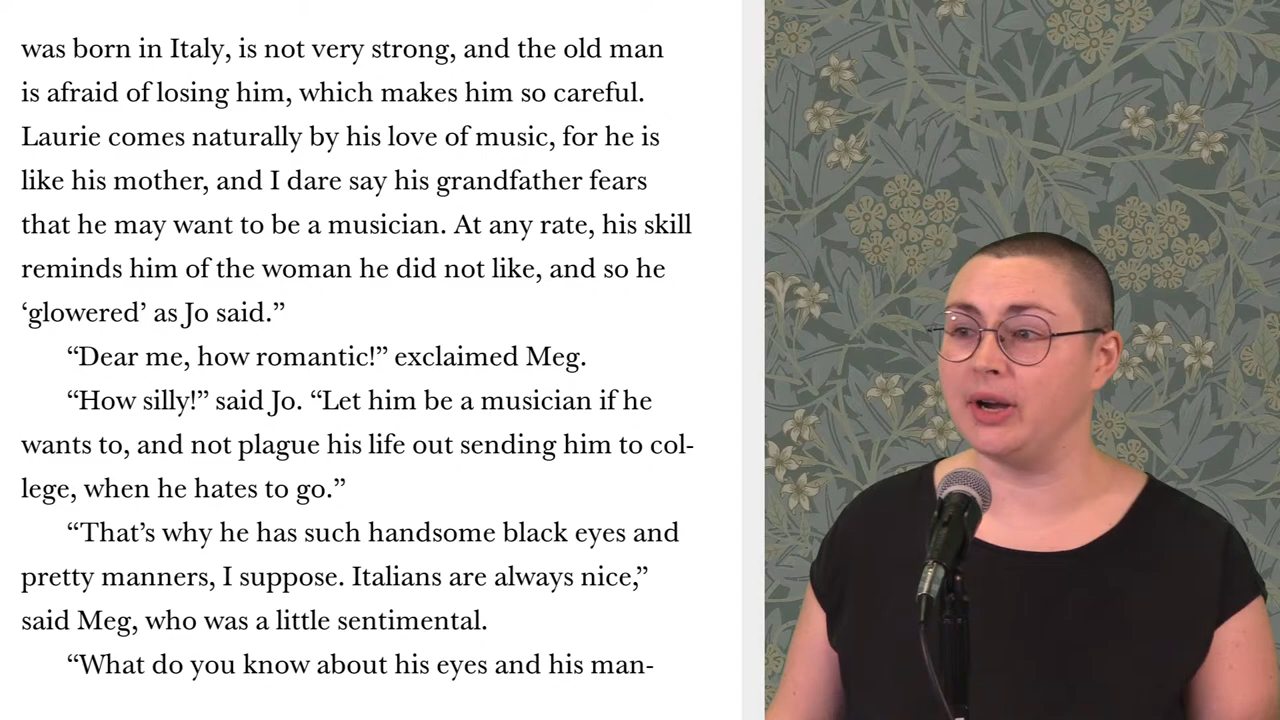 was born in Italy, is not very strong, and the old man
is afraid of losing him, which makes him so careful.
Laurie comes naturally by his love of music, for he is
like his mother, and I dare say his grandfather fears
that he may want to be a musician. At any rate, his skill
reminds him of the woman he did not like, and so he
‘glowered’ as Jo said.”
“Dear me, how romantic!” exclaimed Meg.
“How silly!” said Jo. “Let him be a musician if he
wants to, and not plague his life out sending him to col-
lege, when he hates to go.”
“That’s why he has such handsome black eyes and
pretty manners, I suppose. Italians are always nice,”
said Meg, who was a little sentimental.
“What do you know about his eyes and his man-